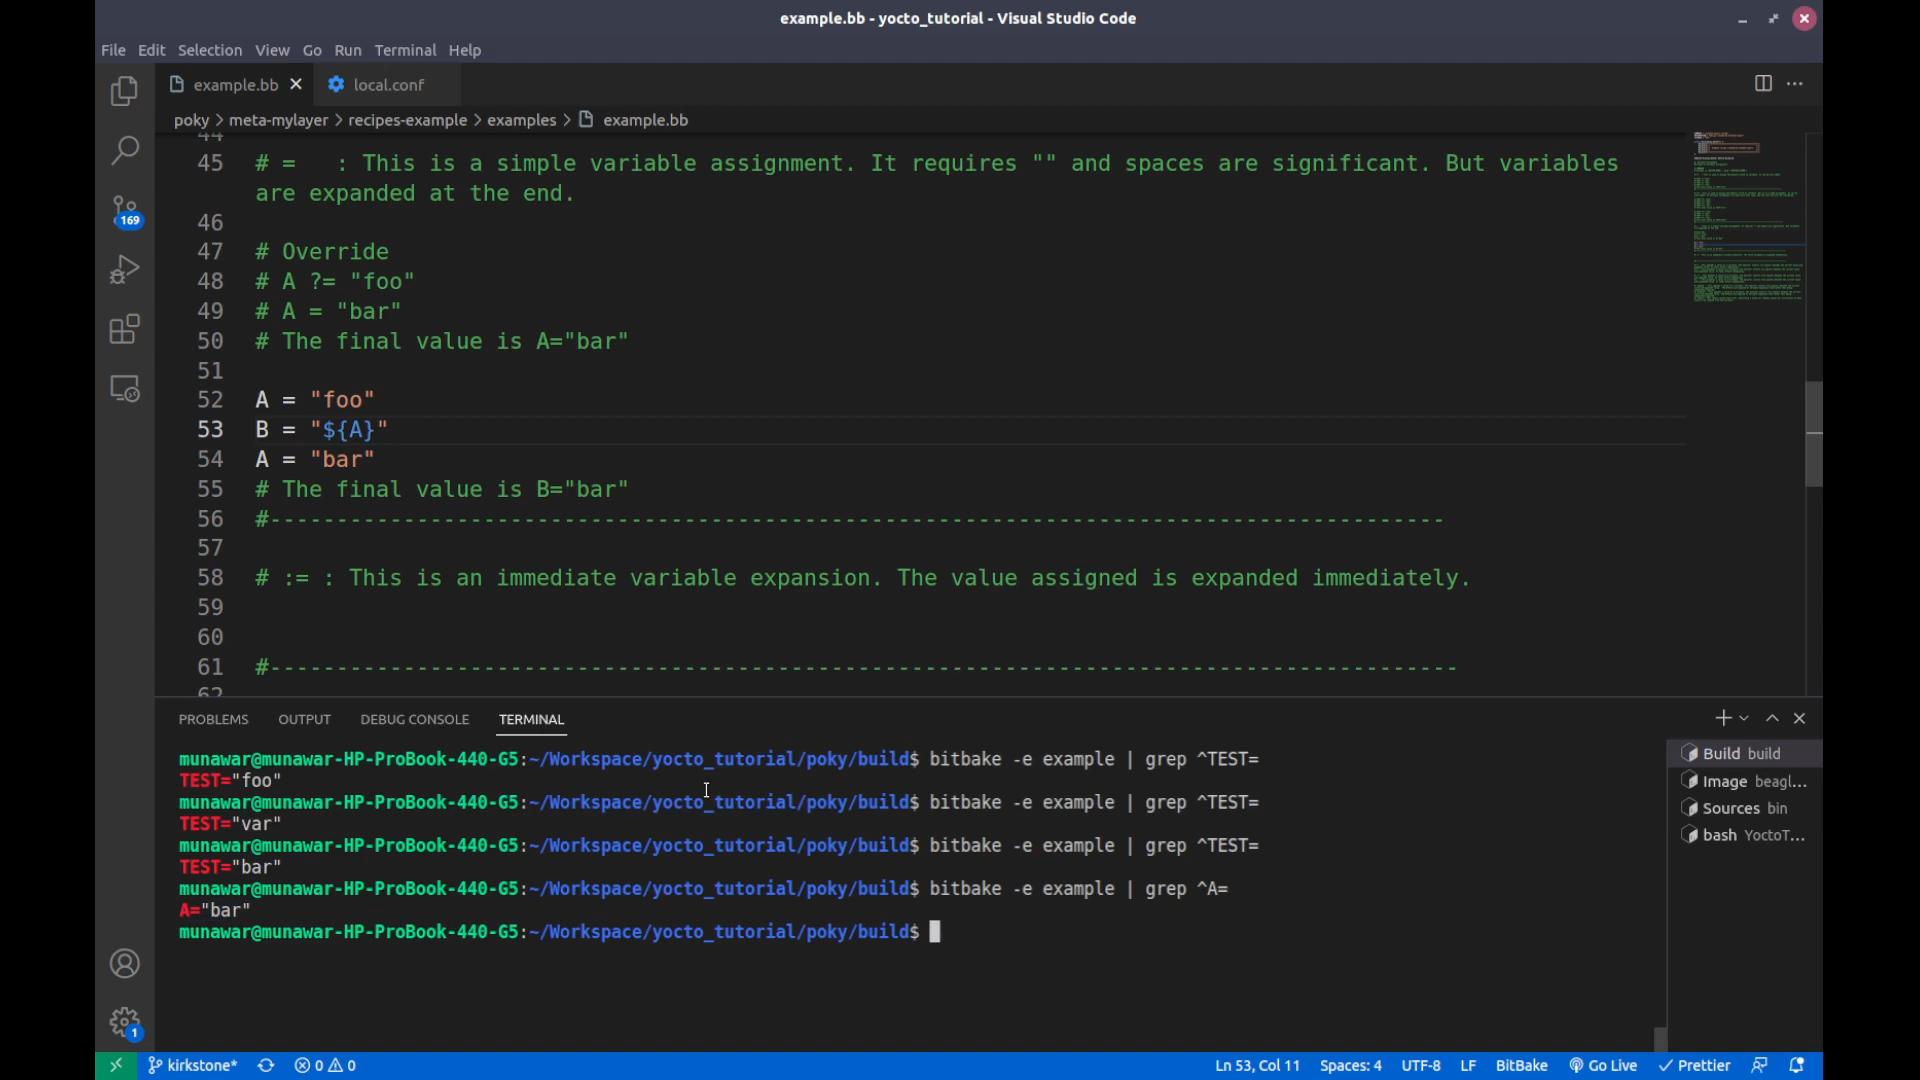 example.bb - yocto_tutorial - Visual Studio Code
File Edit Selection View Go Run Terminal Help
example.bb local.conf
poky > meta-mylayer > recipes-example > examples > example.bb
44
45 # = : This is a simple variable assignment. It requires "" and spaces are significant. But variables
are expanded at the end.
46
47 # Override
48 # A ?= "foo"
49 # A = "bar"
50 # The final value is A="bar"
51
52 A = "foo"
53 B = "${A}"
54 A = "bar"
55 # The final value is B="bar"
56 #---------------------------------------------------------------------------------------
57
58 # := : This is an immediate variable expansion. The value assigned is expanded immediately.
59
60
61 #----------------------------------------------------------------------------------------
62
169
PROBLEMS OUTPUT DEBUG CONSOLE TERMINAL
munawar@munawar-HP-ProBook-440-G5:~/Workspace/yocto_tutorial/poky/build$ bitbake -e example | grep ^TEST=
TEST="foo"
munawar@munawar-HP-ProBook-440-G5:~/Workspace/yocto_tutorial/poky/build$ bitbake -e example | grep ^TEST=
TEST="var"
munawar@munawar-HP-ProBook-440-G5:~/Workspace/yocto_tutorial/poky/build$ bitbake -e example | grep ^TEST=
TEST="bar"
munawar@munawar-HP-ProBook-440-G5:~/Workspace/yocto_tutorial/poky/build$ bitbake -e example | grep ^A=
A="bar"
munawar@munawar-HP-ProBook-440-G5:~/Workspace/yocto_tutorial/poky/build$
Build build
Image beagl...
Sources bin
bash YoctoT...
1
kirkstone* 0 0 Ln 53, Col 11 Spaces: 4 UTF-8 LF BitBake Go Live Prettier